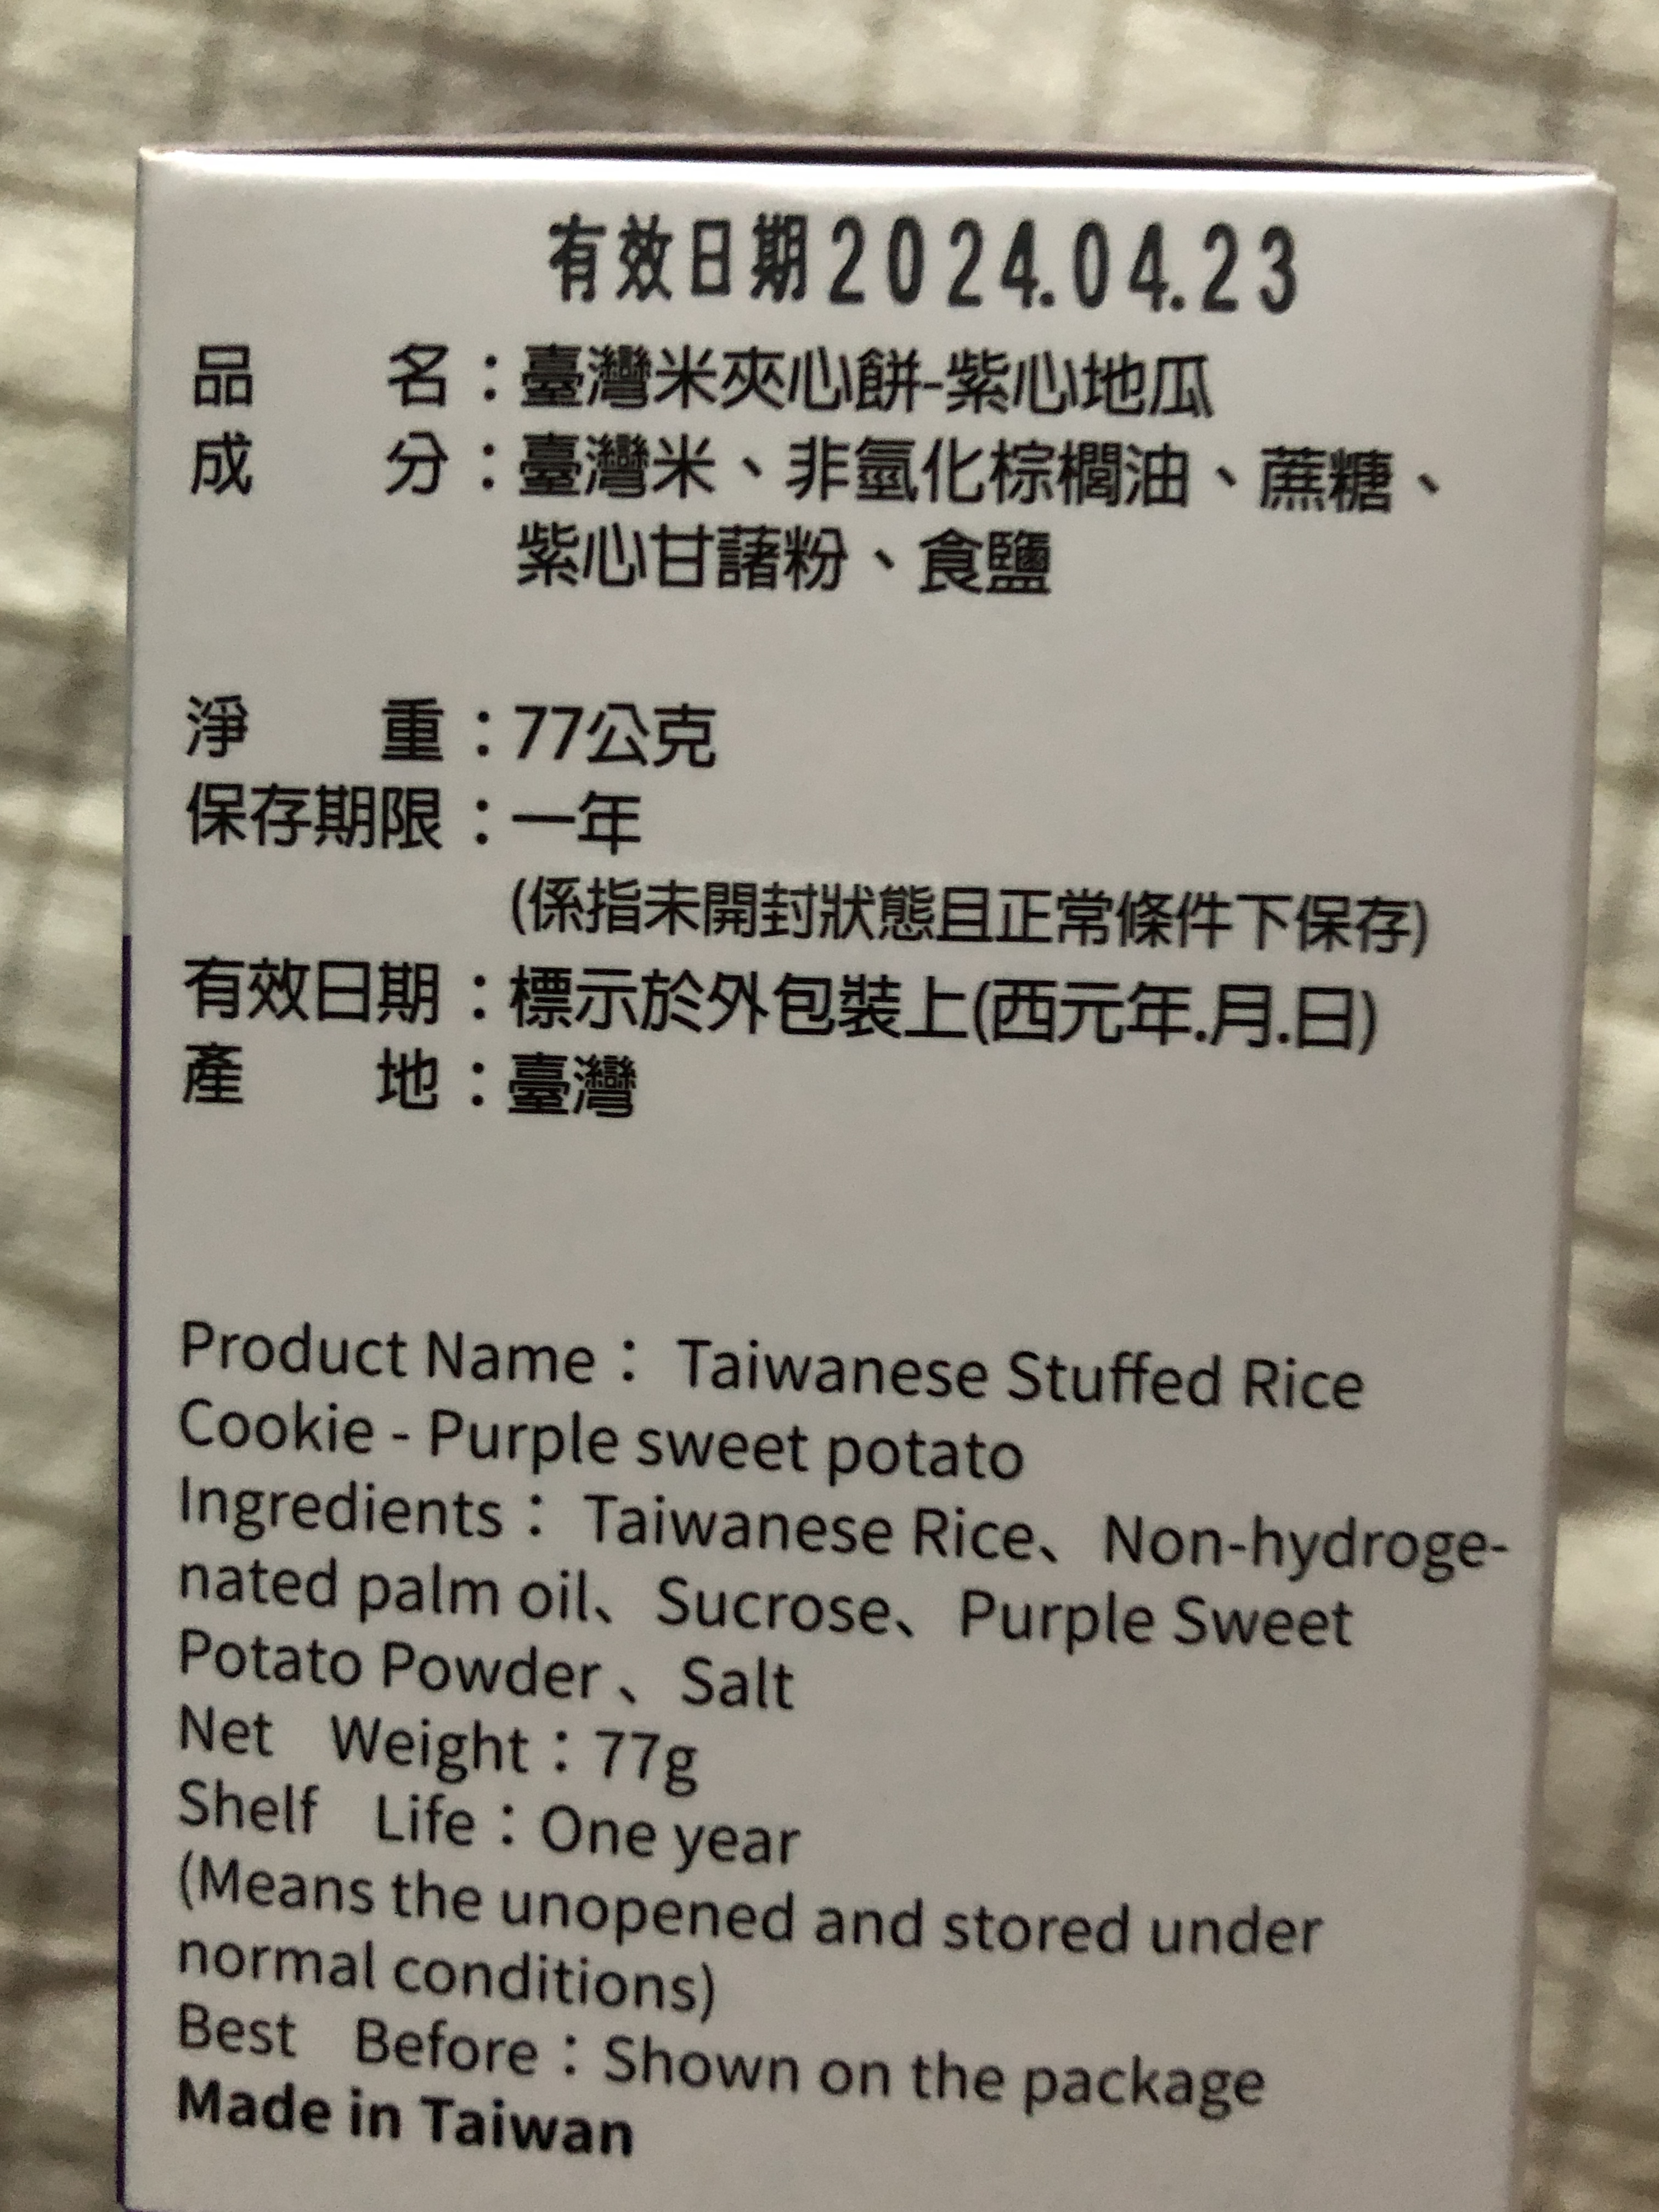 有效日期2024.04.23
品名：臺灣米夾心餅-紫心地瓜
成分：臺灣米、非氫化棕櫚油、蔗糖、
紫心甘藷粉、食鹽
淨重：77公克
保存期限：一年
(係指未開封狀態且正常條件下保存)
有效日期：標示於外包裝上(西元年.月.日)
產地：臺灣
Product Name： Taiwanese Stuffed Rice
Cookie - Purple sweet potato
Ingredients： Taiwanese Rice、Non-hydroge-
nated palm oil、Sucrose、Purple Sweet
Potato Powder、Salt
Net Weight：77g
Shelf Life：One year
(Means the unopened and stored under
normal conditions)
Best Before：Shown on the package
Made in Taiwan